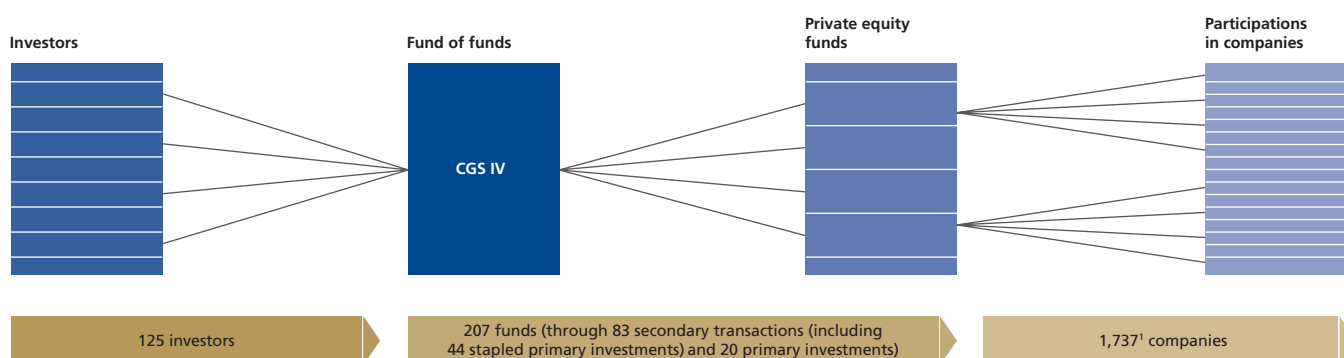 Investors
Fund of funds
Private equity
funds
Participations
in companies
CGS IV
125 investors
207 funds (through 83 secondary transactions (including
44 stapled primary investments) and 20 primary investments)
1,737¹ companies